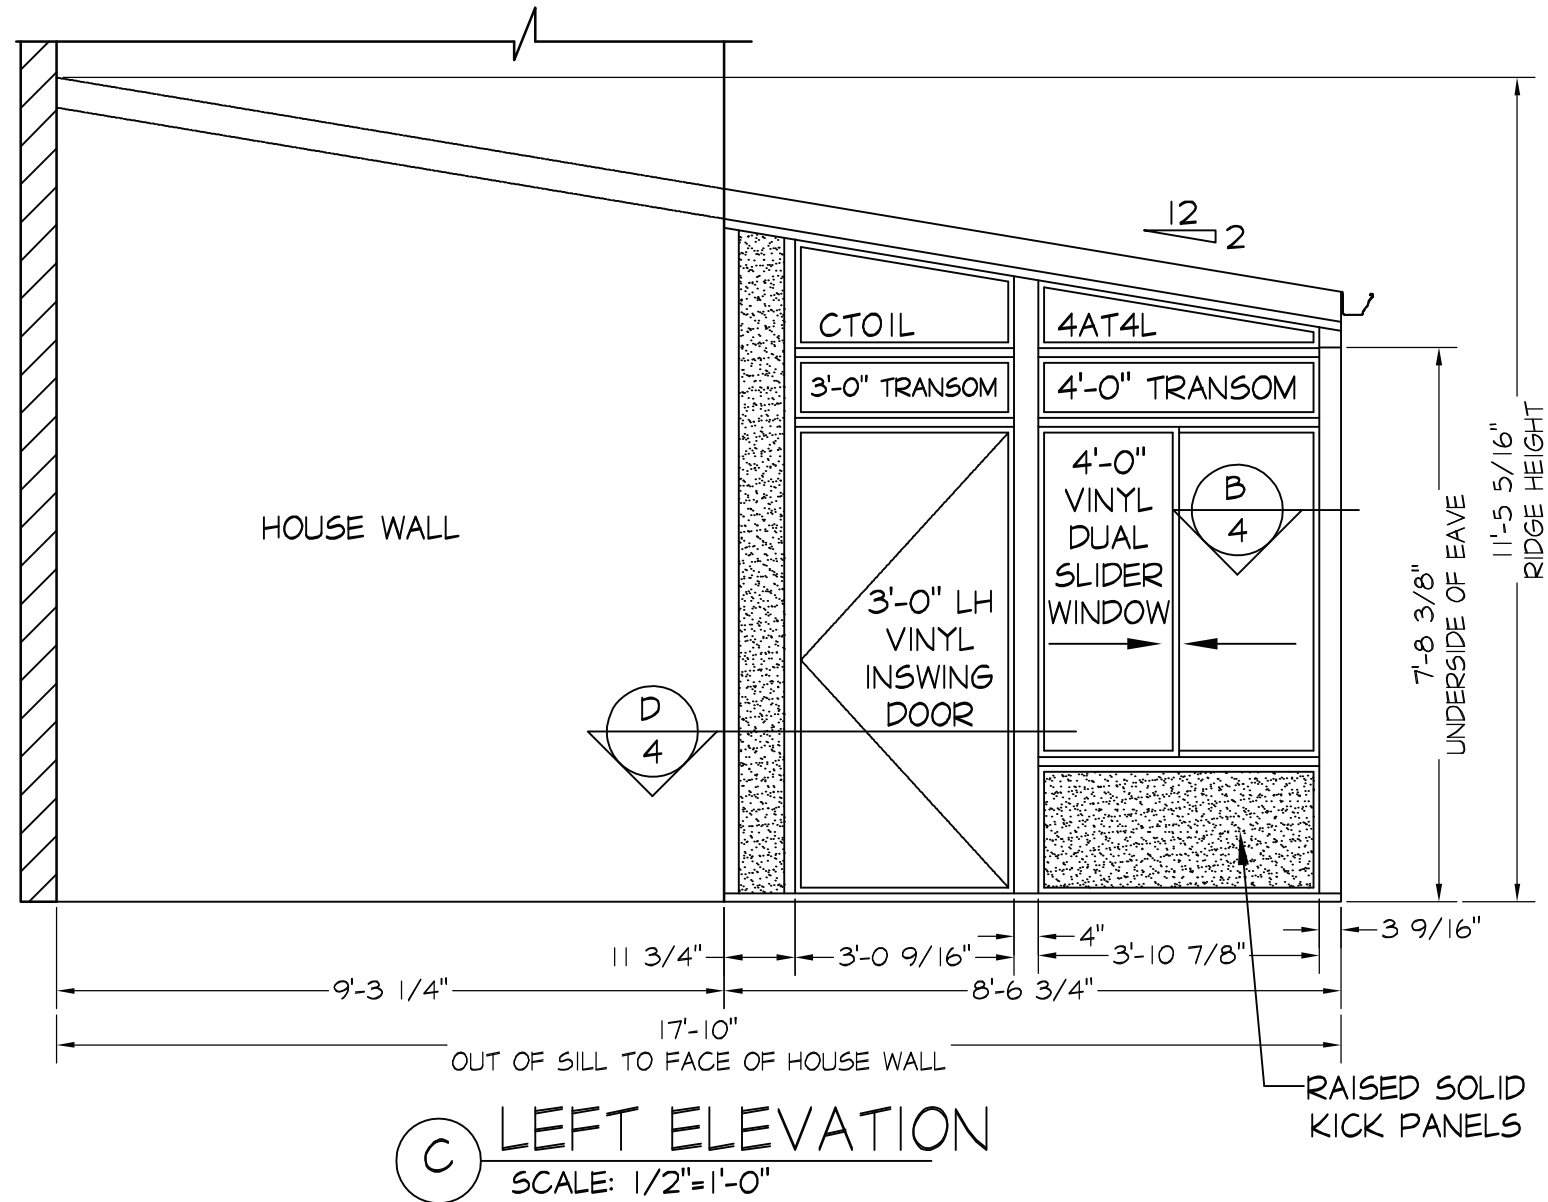 12
2
CTOIL
4AT4L
3'-0" TRANSOM
4'-0" TRANSOM
HOUSE WALL
4'-0"
VINYL
DUAL
SLIDER
WINDOW
B
4
3'-0" LH
VINYL
INSWING
DOOR
D
4
7'-8 3/8"
UNDERSIDE OF EAVE
11'-5 5/16"
RIDGE HEIGHT
11 3/4"
3'-0 9/16"
4"
3'-10 7/8"
3 9/16"
9'-3 1/4"
8'-6 3/4"
17'-10"
OUT OF SILL TO FACE OF HOUSE WALL
RAISED SOLID
KICK PANELS
C
LEFT ELEVATION
SCALE: 1/2"=1'-0"